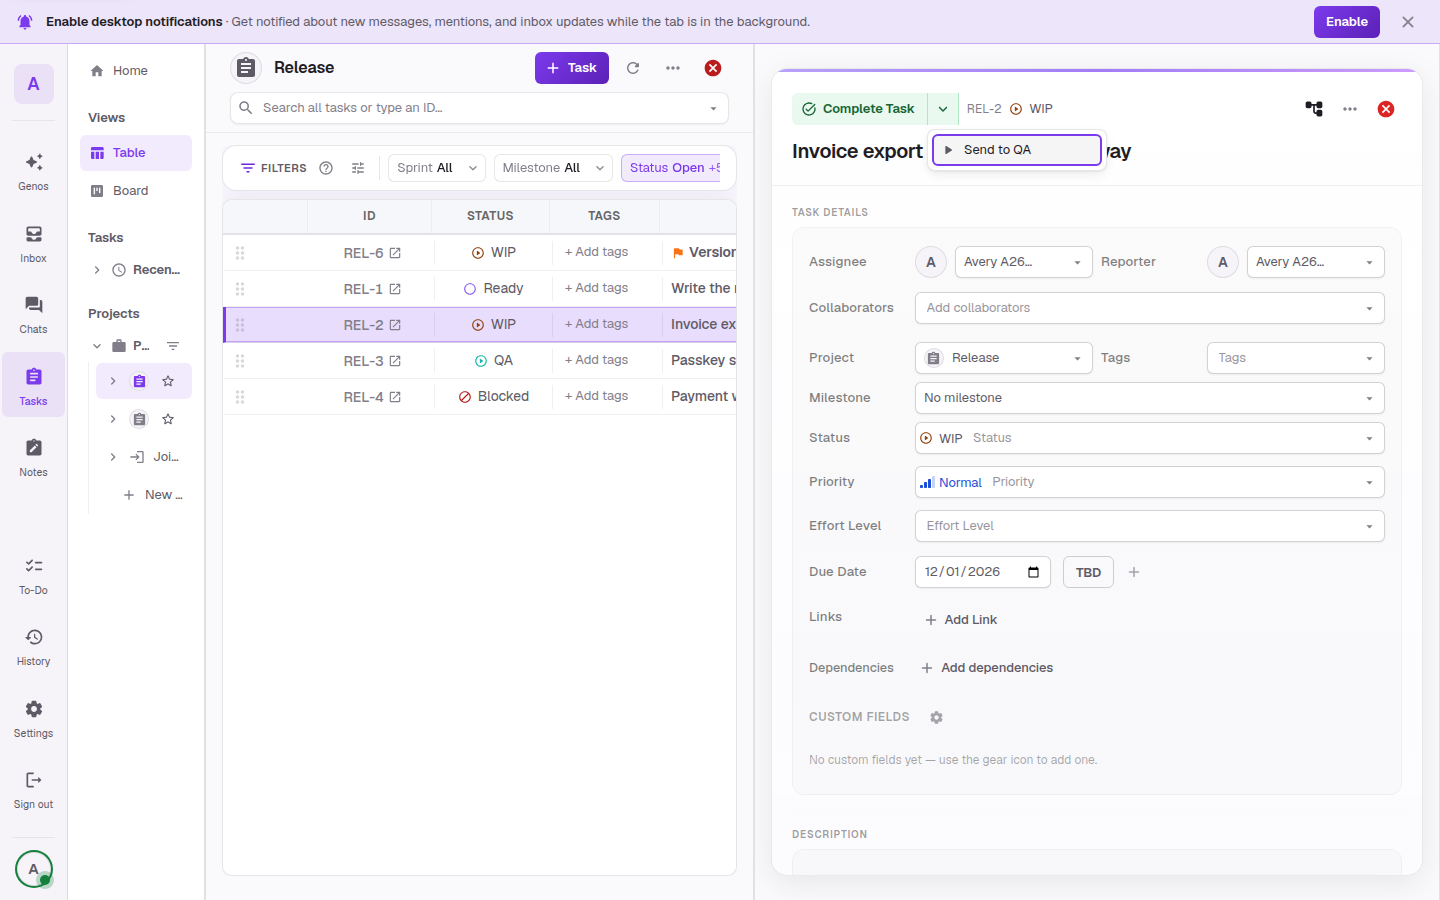 Enable desktop notifications · Get notified about new messages, mentions, and inbox updates while the tab is in the background.
Enable
A
Genos
Inbox
Chats
Tasks
Notes
To-Do
History
Settings
Sign out
A
Home
Views
Table
Board
Tasks
Recen...
Projects
P...
Joi...
New ...
Release
Task
Search all tasks or type an ID...
FILTERS
Sprint All
Milestone All
Status Open +5
ID STATUS TAGS
REL-6 WIP + Add tags Version
REL-1 Ready + Add tags Write the
REL-2 WIP + Add tags Invoice ex
REL-3 QA + Add tags Passkey s
REL-4 Blocked + Add tags Payment
Complete Task
REL-2 WIP
Send to QA
Invoice export
TASK DETAILS
Assignee A Avery A26... Reporter A Avery A26...
Collaborators Add collaborators
Project Release Tags Tags
Milestone No milestone
Status WIP Status
Priority Normal Priority
Effort Level Effort Level
Due Date 12/01/2026 TBD
Links Add Link
Dependencies Add dependencies
CUSTOM FIELDS
No custom fields yet — use the gear icon to add one.
DESCRIPTION